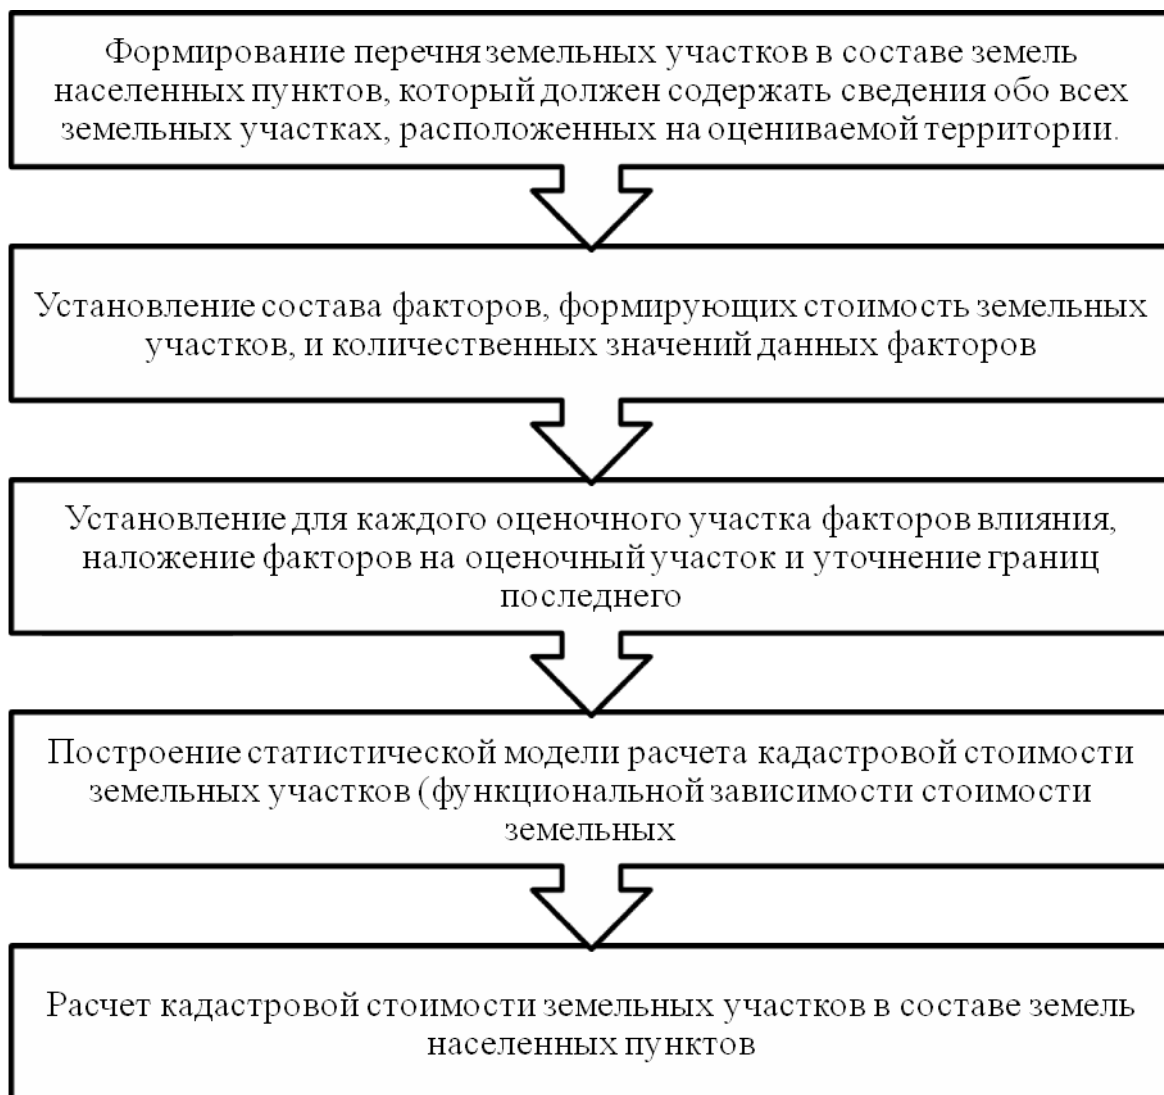 Формирование перечня земельных участков в составе земель
населенных пунктов, который должен содержать сведения обо всех
земельных участках, расположенных на оцениваемой территории.
Установление состава факторов, формирующих стоимость земельных
участков, и количественных значений данных факторов
Установление для каждого оценочного участка факторов влияния,
наложение факторов на оценочный участок и уточнение границ
последнего
Построение статистической модели расчета кадастровой стоимости
земельных участков (функциональной зависимости стоимости
земельных
Расчет кадастровой стоимости земельных участков в составе земель
населенных пунктов